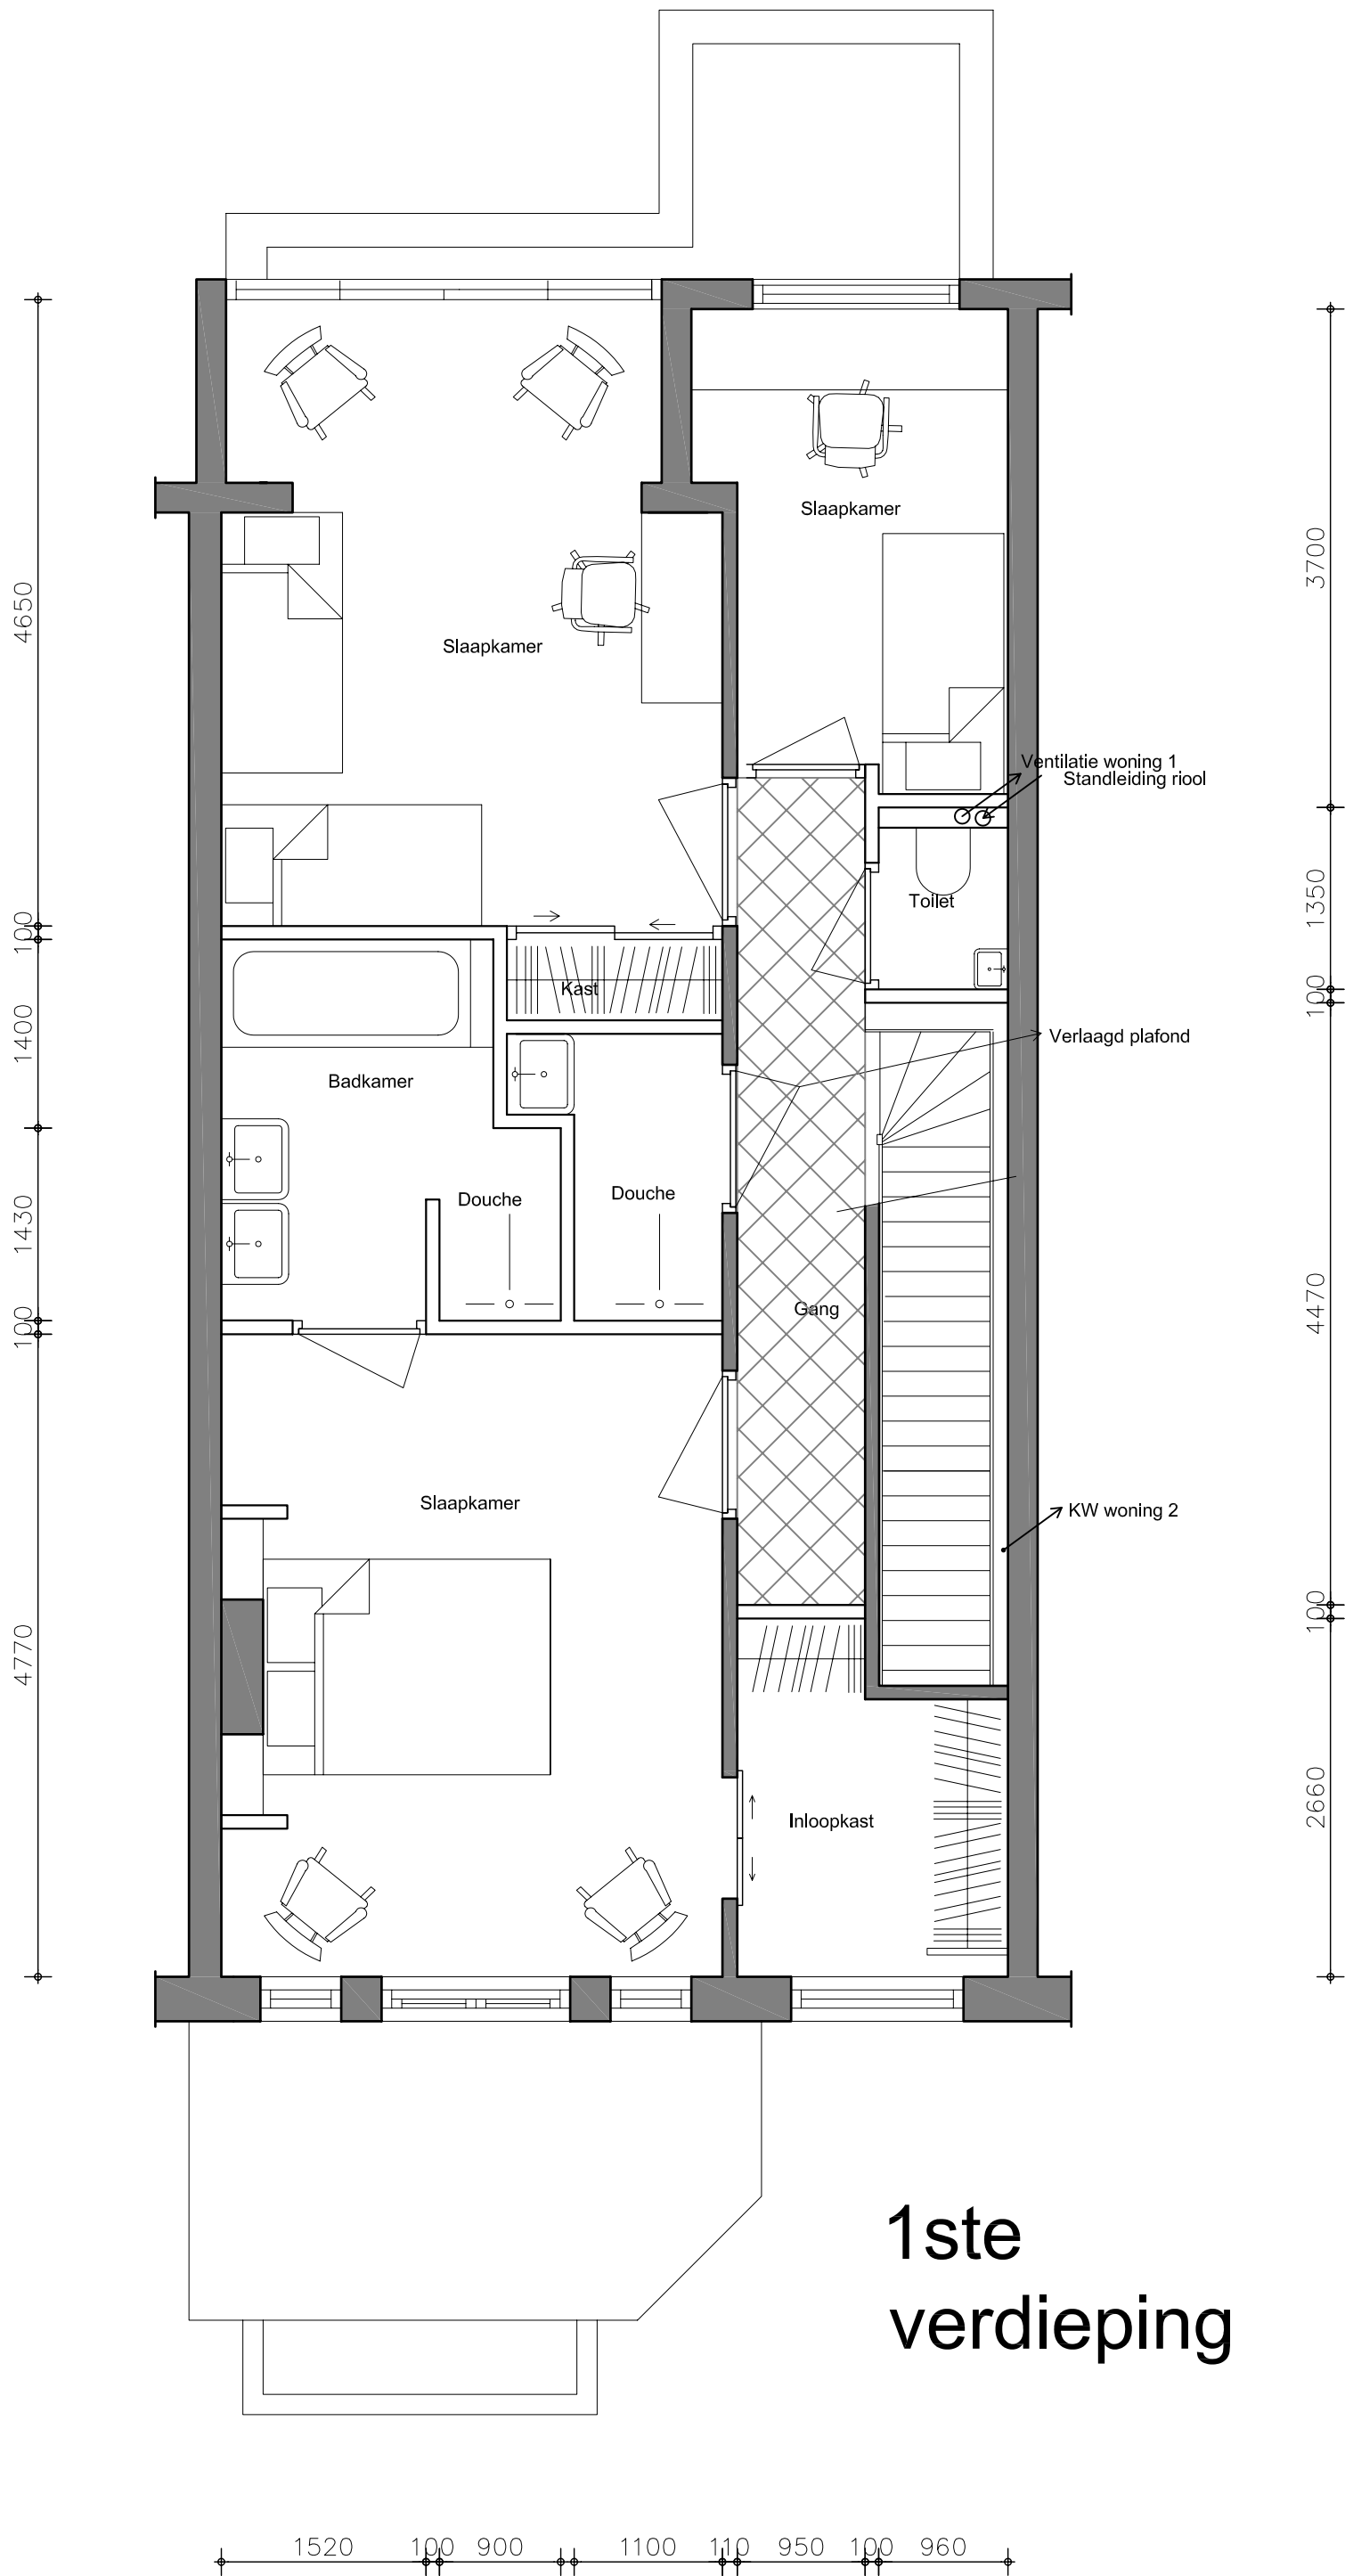 Slaapkamer
3700
4650
Slaapkamer
Ventilatie woning 1
Standleiding riool
Toilet
1350
100
Kast
100
1400
Verlaagd plafond
Badkamer
Douche
Douche
1430
Gang
4470
100
Slaapkamer
KW woning 2
100
4770
Inloopkast
2660
1ste
verdieping
1520 100 900 1100 110 950 100 960